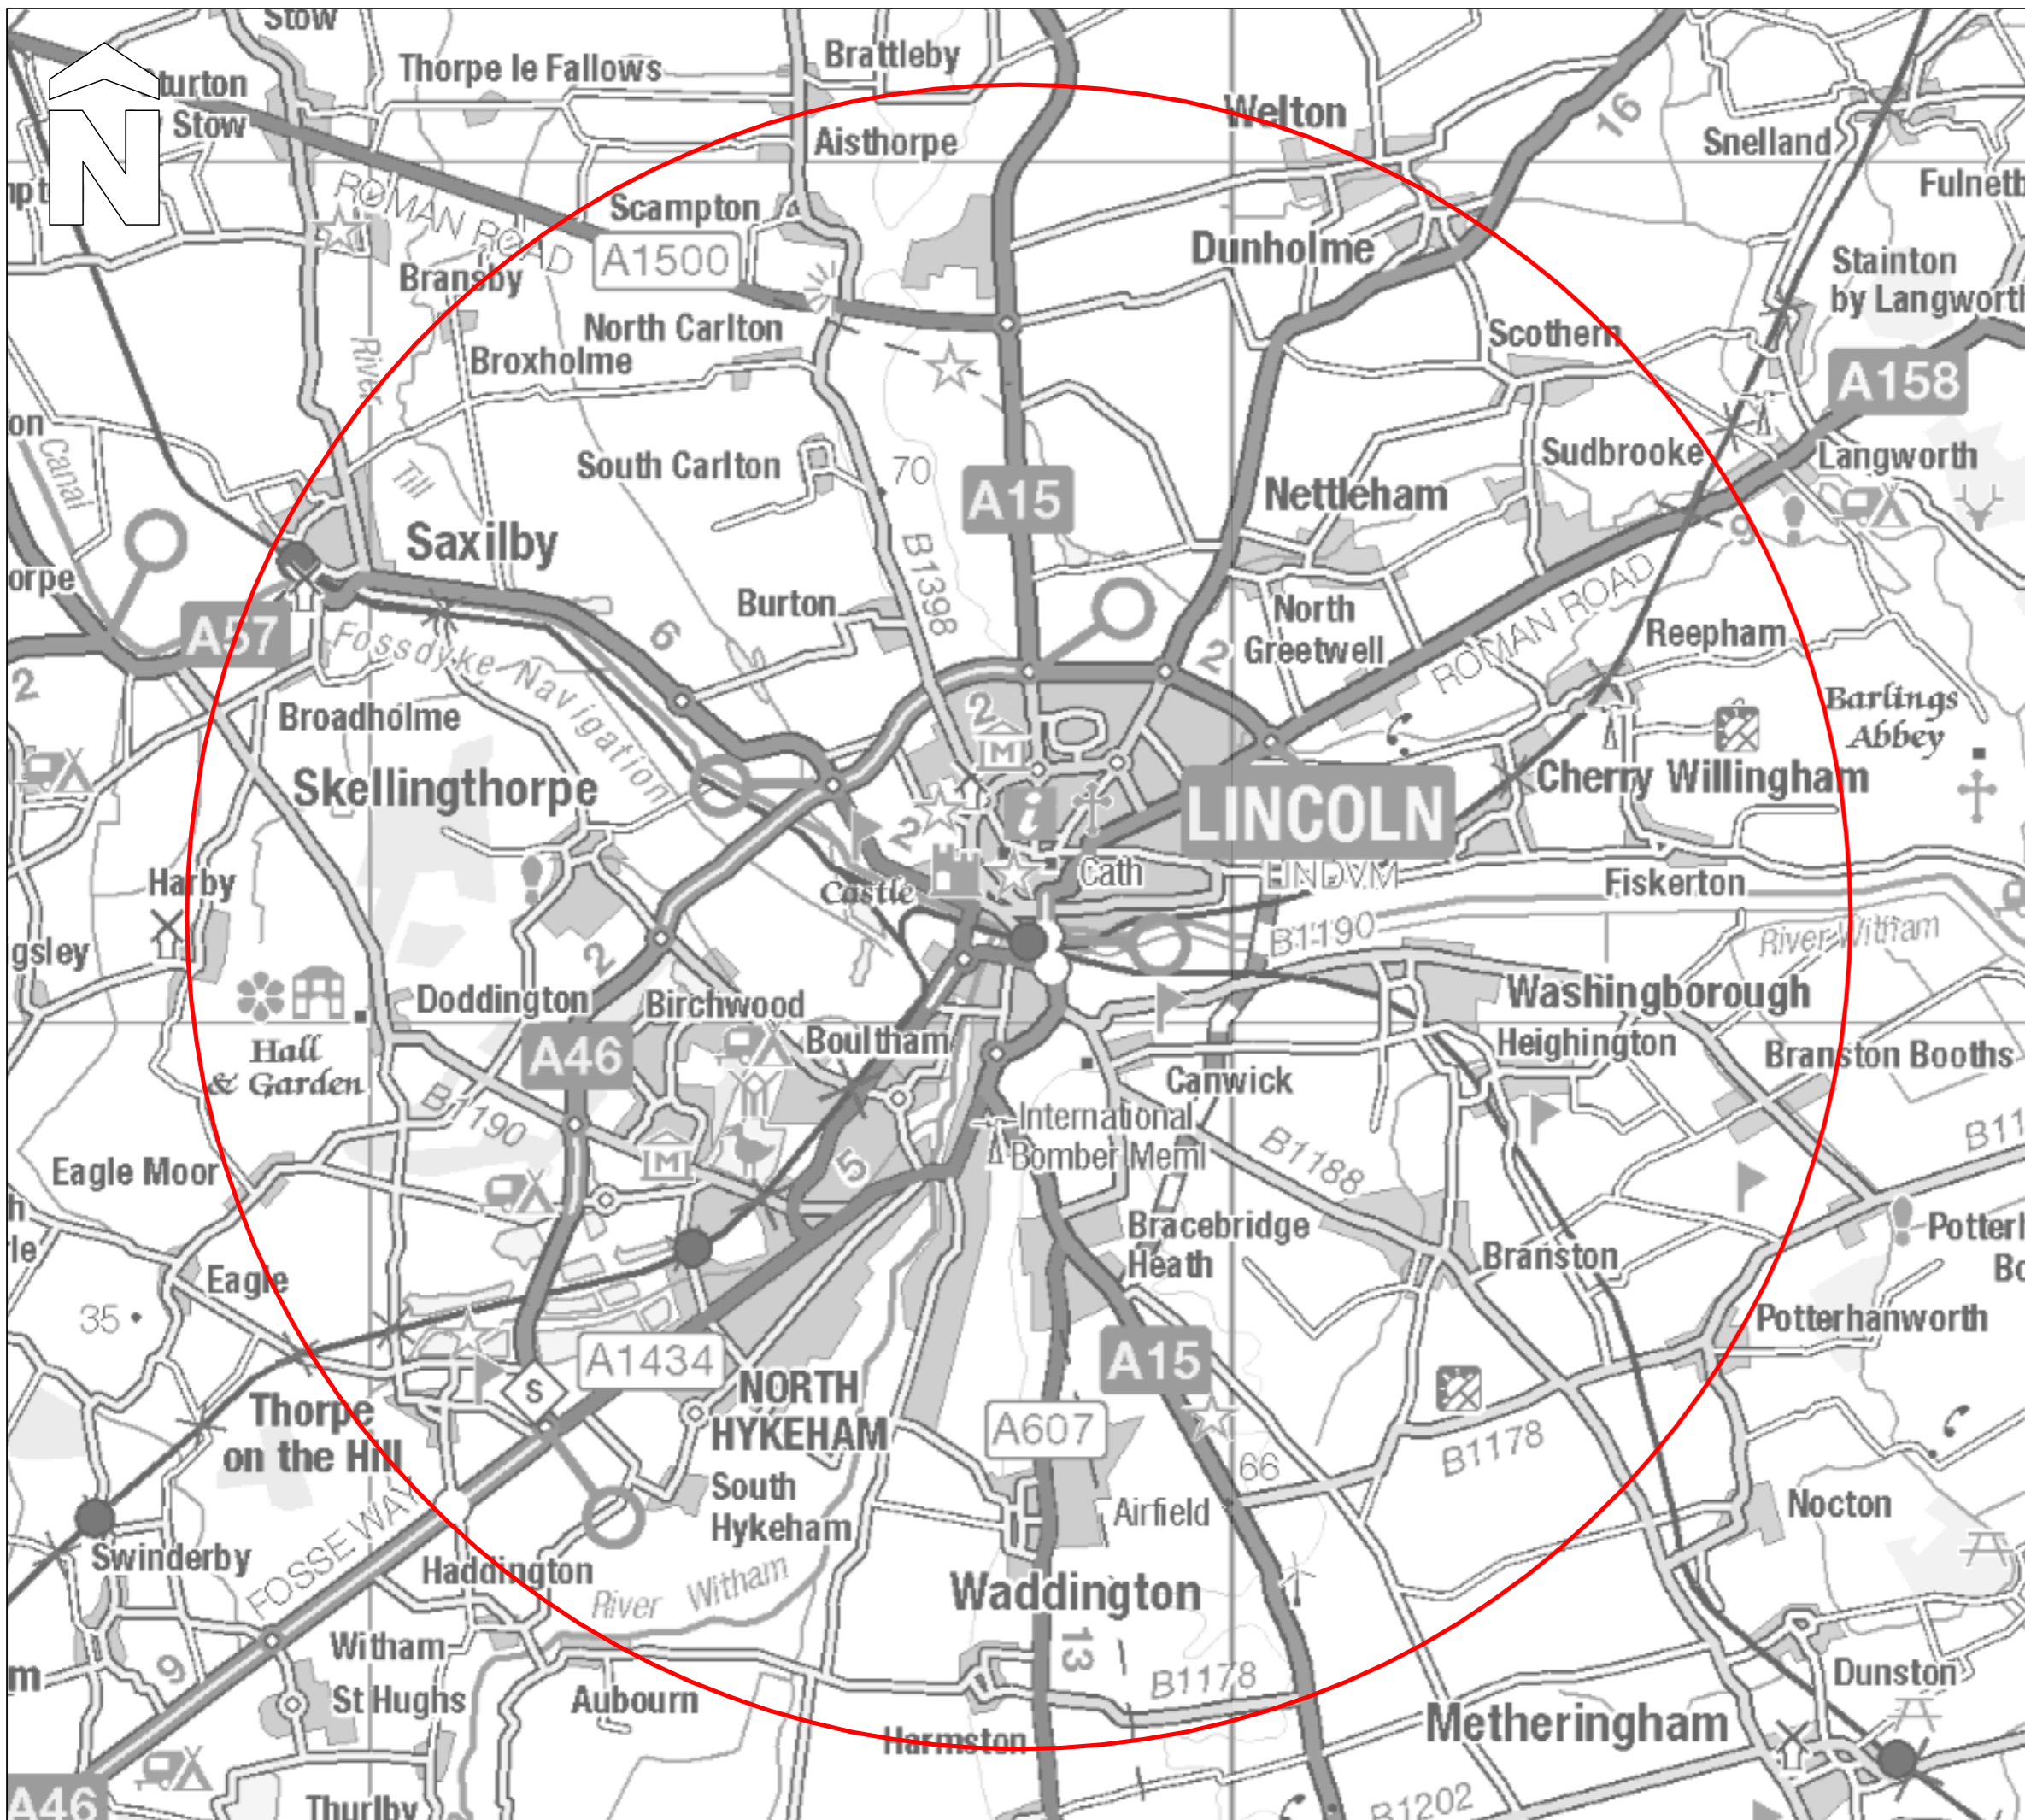 Stow
Thorpe le Fallows
Brattleby
N
Sturton
by Stow
Aisthorpe
Welton
16
Snelland
ROMAN ROAD
Scampton
A1500
Dunholme
Stainton
by Langworth
Bransby
North Carlton
Scothern
River
Broxholme
A158
Canal
Till
South Carlton
70
A15
Sudbrooke
Langworth
Nettleham
9
Saxilby
B1398
orpe
A57
Fossdyke Navigation
6
Burton
North
Greetwell
ROMAN ROAD
Reepham
2
2
2
Barlings
Abbey
Broadholme
M
Skellingthorpe
Cherry Willingham
LINCOLN
i
2
Harby
Castle
Cath
LINDVM
Fiskerton
gsley
2
B1190
River Witham
Doddington
Birchwood
Washingborough
Hall
& Garden
A46
Boultham
Heighington
Branston Booths
Canwick
B1190
International
Bomber Meml
B1188
B11
Eagle Moor
M
5
Bracebridge
Heath
Branston
Eagle
35
Potterhanworth
A1434
A15
S
NORTH
HYKEHAM
Thorpe
on the Hill
A607
B1178
66
South
Hykeham
Airfield
Nocton
FOSSE WAY
Swinderby
Haddington
River Witham
Waddington
Witham
St Hughs
9
13
B1178
Dunston
Aubourn
Harmston
Metheringham
A46
Thurlby
B1202